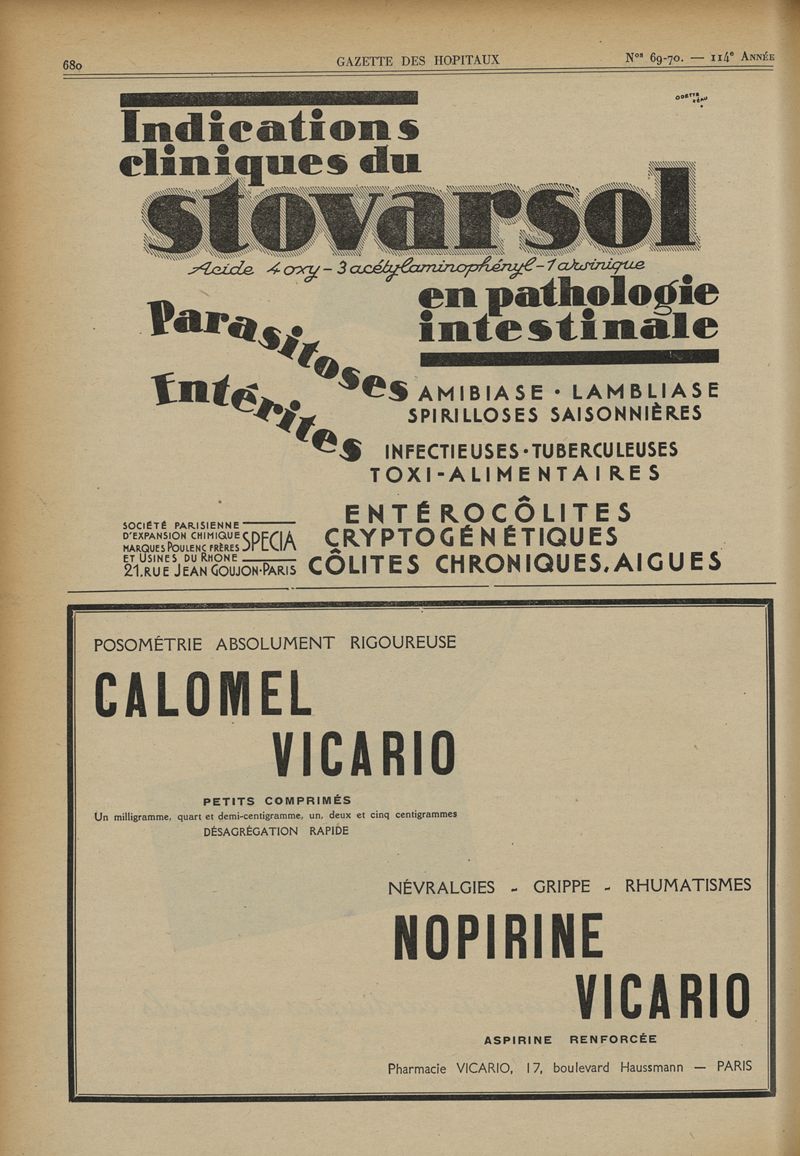 680
GAZETTE DES HOPITAUX
Nos 69-70. — 114e ANNÉE
ODETTE
Indications
cliniques du
stovarsol
Acide 4 oxy - 3 acétylaminophényl - 1 arsinique
en pathologie
intestinale
Parasitoses
AMIBIASE • LAMBLIASE
SPIRILLOSES SAISONNIÈRES
Entérites
INFECTIEUSES • TUBERCULEUSES
TOXI-ALIMENTAIRES
ENTÉROCÔLITES
CRYPTOGÉNÉTIQUES
CÔLITES CHRONIQUES, AIGUES
SOCIÉTÉ PARISIENNE
D'EXPANSION CHIMIQUE
SPECIA
MARQUES POULENC FRÈRES
ET USINES DU RHONE
21. RUE JEAN GOUJON·PARIS
POSOMÉTRIE ABSOLUMENT RIGOUREUSE
CALOMEL
VICARIO
PETITS COMPRIMÉS
Un milligramme, quart et demi-centigramme, un, deux et cinq centigrammes
DÉSAGRÉGATION RAPIDE
NÉVRALGIES - GRIPPE - RHUMATISMES
NOPIRINE
VICARIO
ASPIRINE RENFORCÉE
Pharmacie VICARIO, 17, boulevard Haussmann — PARIS